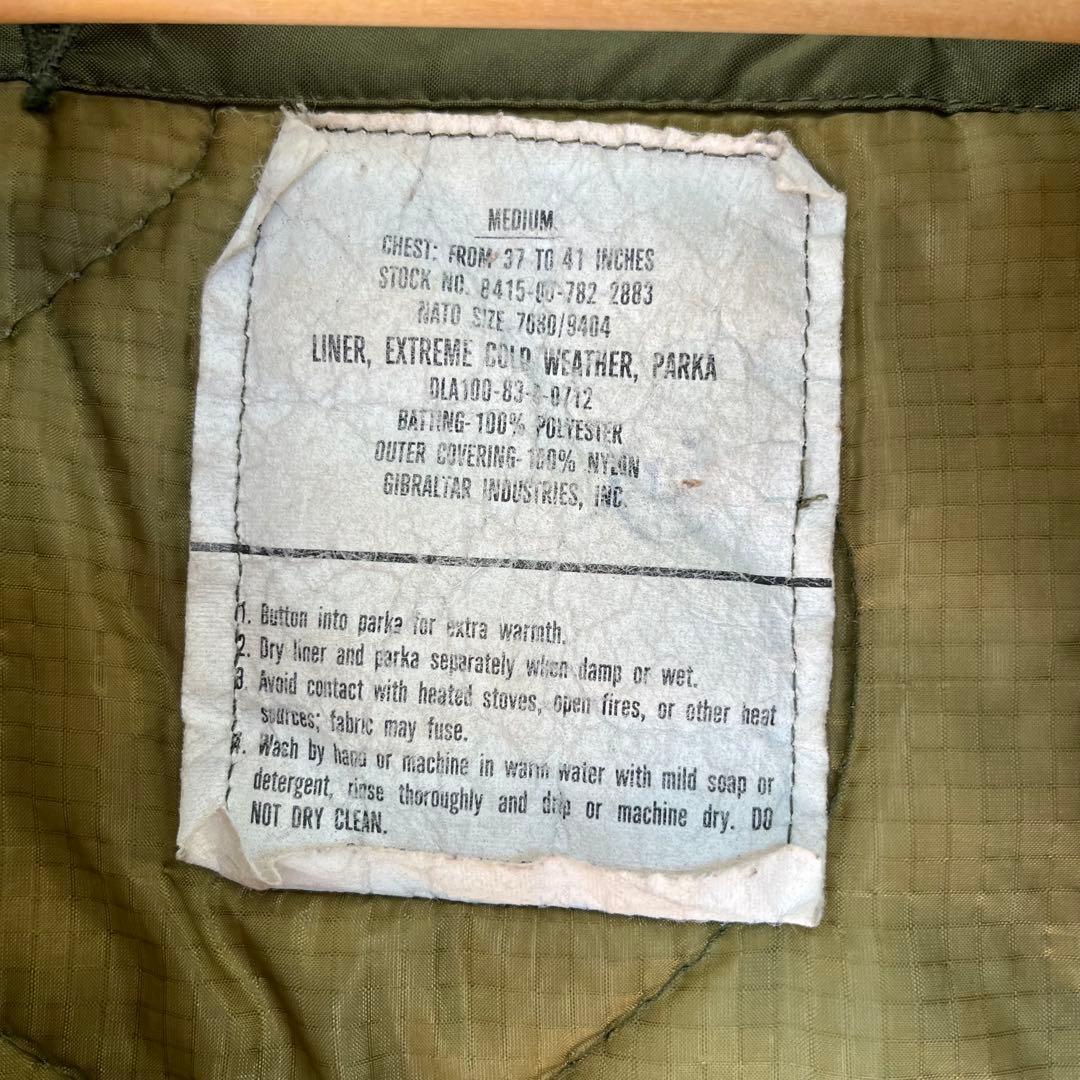 MEDIUM
CHEST: FROM 37 TO 41 INCHES
STOCK NO. 8415-00-782-2883
NATO SIZE 7080/9404
LINER, EXTREME COLD WEATHER, PARKA
BATTING-100% POLYESTER
OUTER COVERING-100% NYLON
GIBRALTAR INDUSTRIES, INC.
1. Button into parka for extra warmth.
2. Dry liner and parka separately when damp or wet.
3. Avoid contact with heated stoves, open fires, or other heat
sources; fabric may fuse.
4. Wash by hand or machine in warm water with mild soap or
detergent, rinse thoroughly and drip or machine dry. DO
NOT DRY CLEAN.